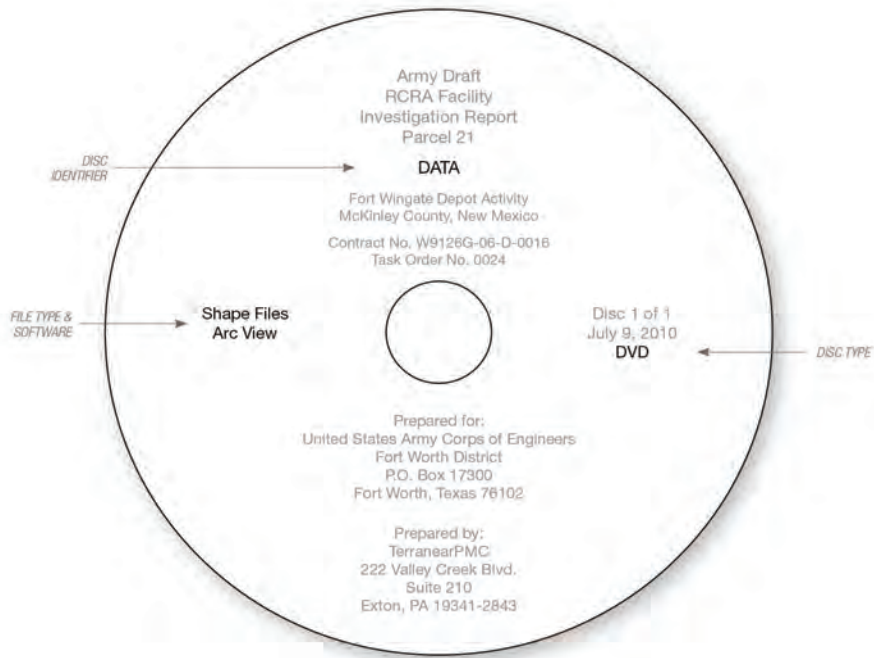 Army Draft
RCRA Facility
Investigation Report
Parcel 21
DISC
IDENTIFIER
DATA
Fort Wingate Depot Activity
McKinley County, New Mexico
Contract No. W9126G-06-D-0016
Task Order No. 0024
FILE TYPE &
SOFTWARE
Shape Files
Arc View
Disc 1 of 1
July 9, 2010
DVD
DISC TYPE
Prepared for:
United States Army Corps of Engineers
Fort Worth District
P.O. Box 17300
Fort Worth, Texas 76102
Prepared by:
TerranearPMC
222 Valley Creek Blvd.
Suite 210
Exton, PA 19341-2843